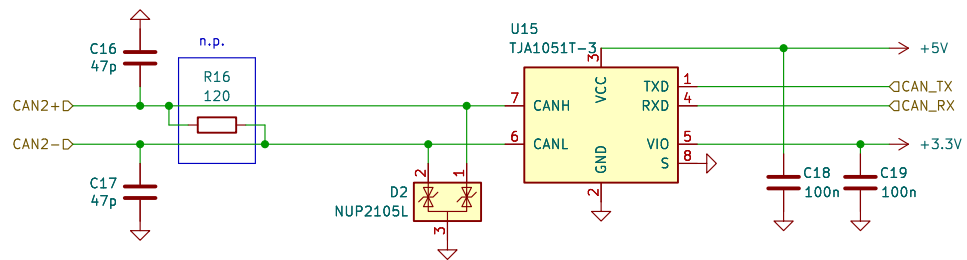 U15
TJA1051T-3
n.p.
C16
47p
R16
120
3
VCC
+5V
TXD
1
CAN_TX
CAN2+
7
CANH
RXD
4
CAN_RX
CAN2-
6
CANL
VIO
5
+3.3V
GND
S
8
C17
47p
2
1
D2
NUP2105L
3
2
C18
100n
C19
100n